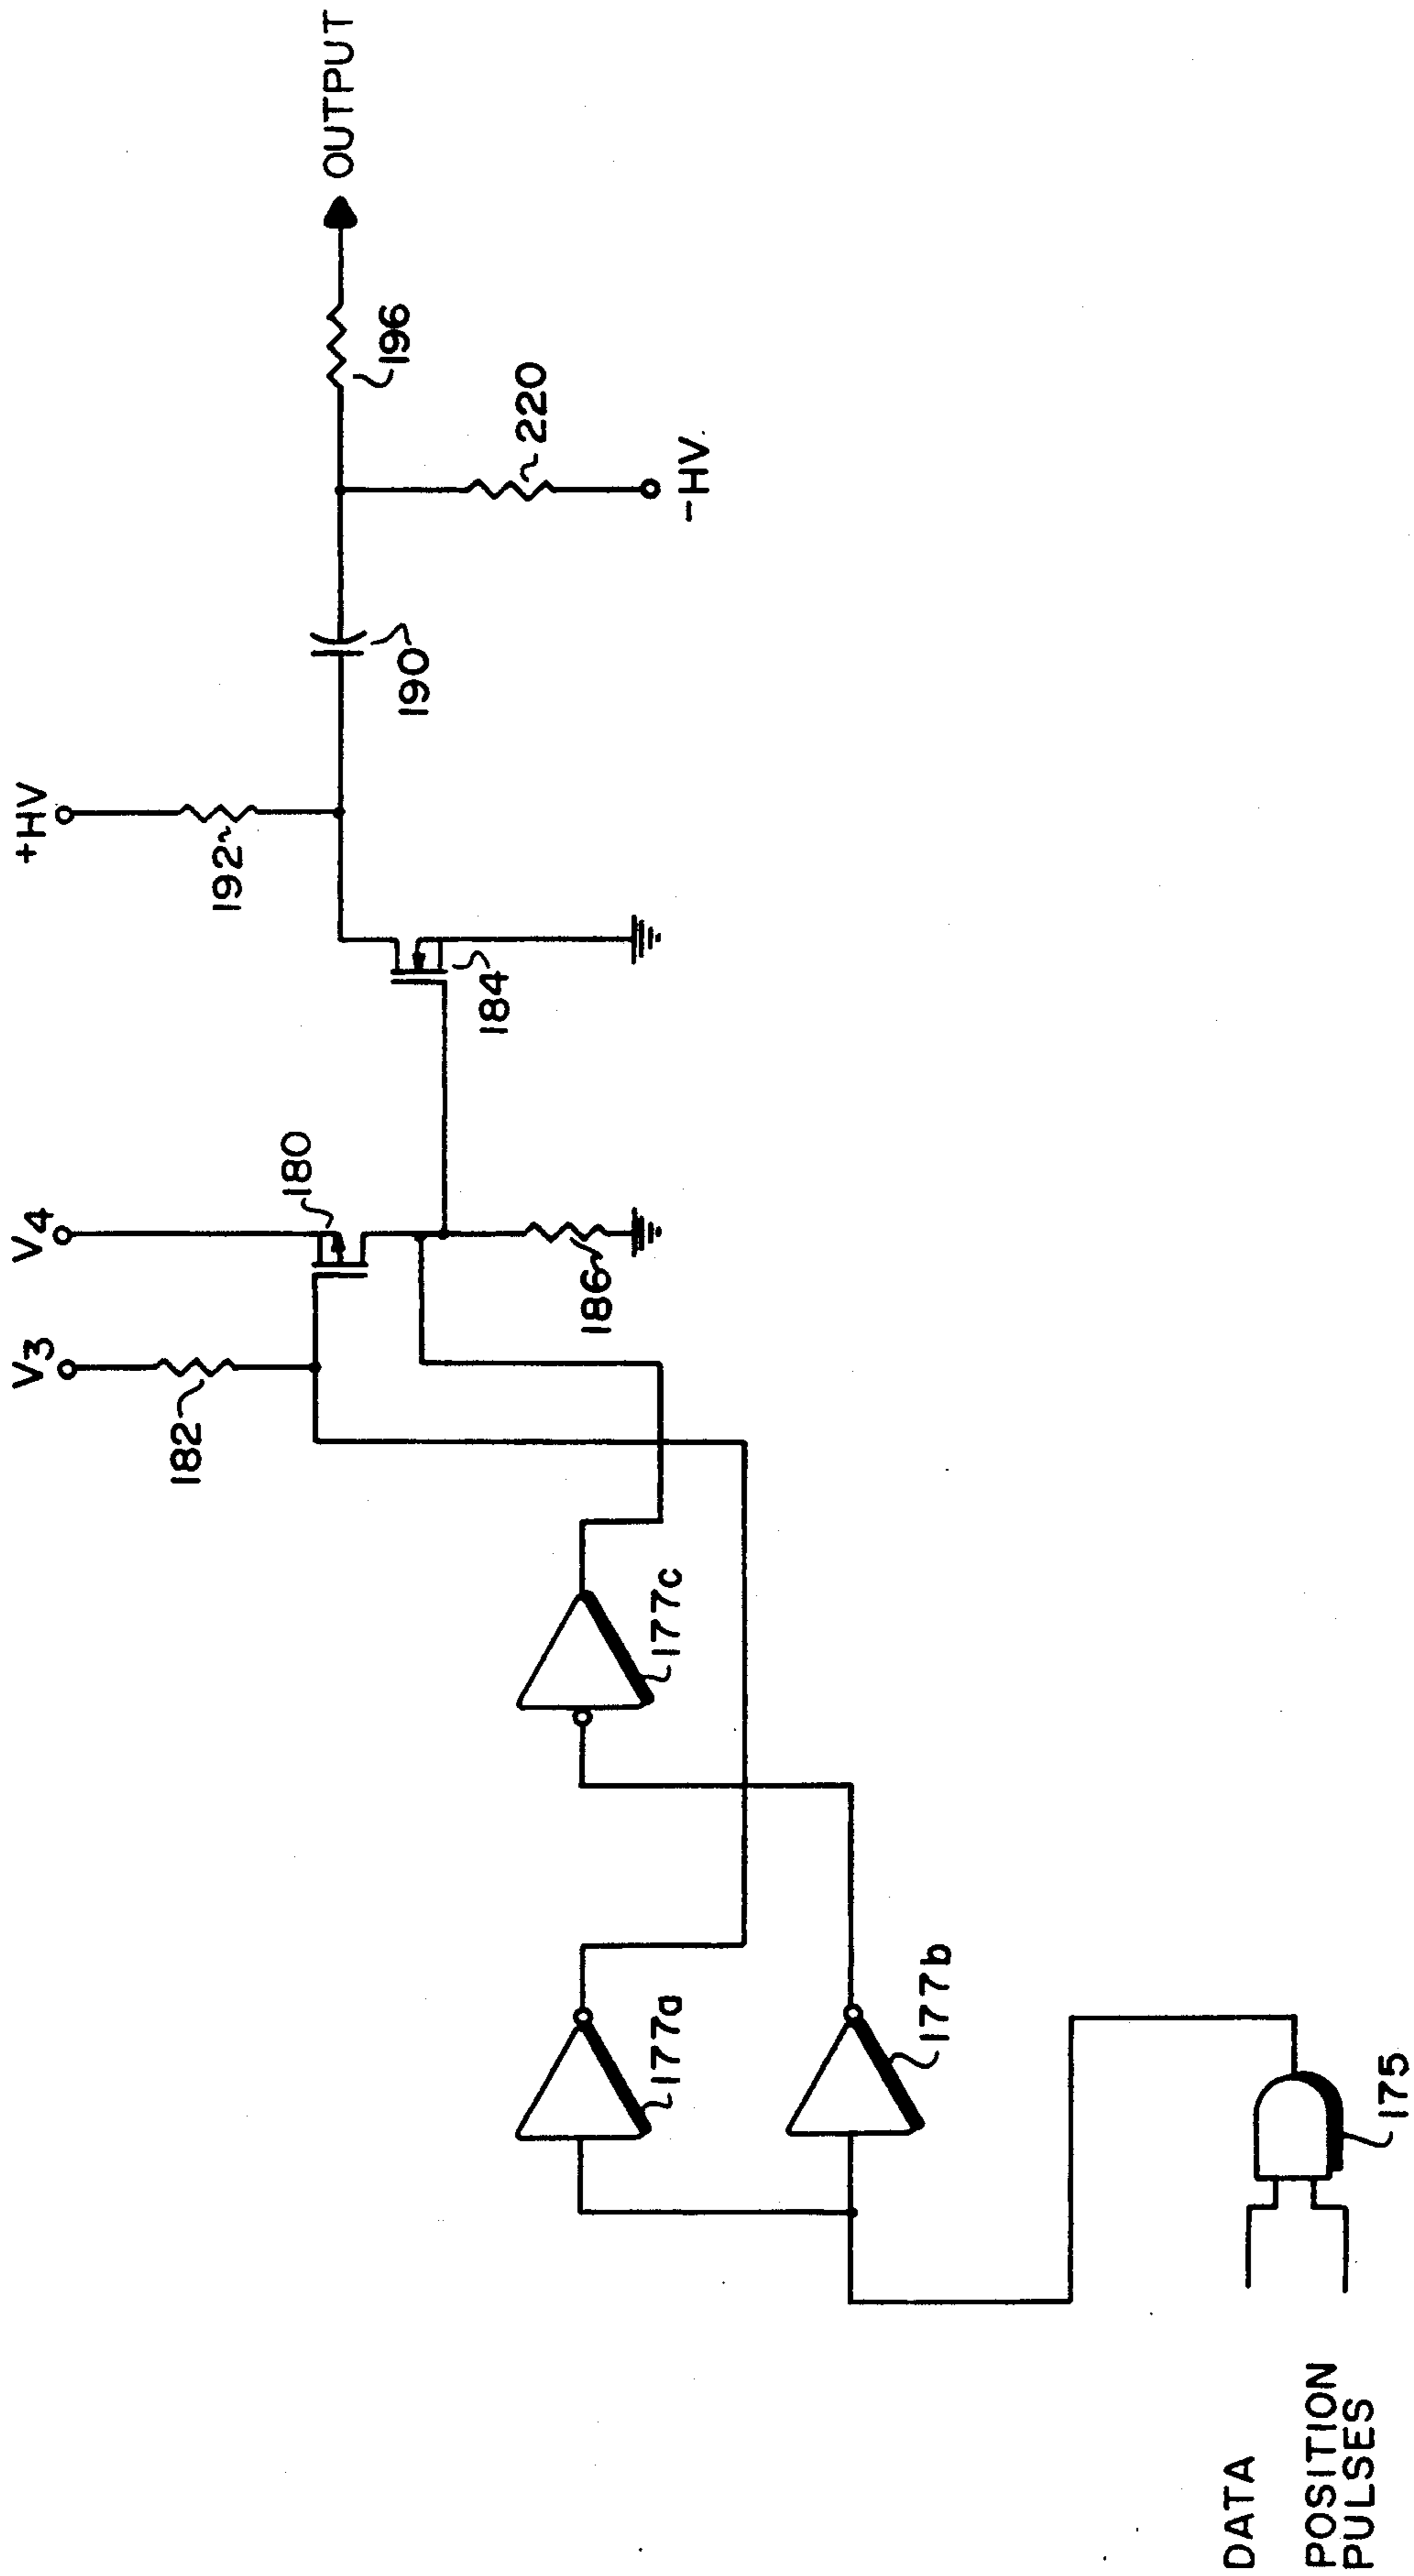 +HV
V3
V4
182
180
192
190
196
OUTPUT
220
-HV
184
186
177c
177a
177b
175
DATA
POSITION
PULSES